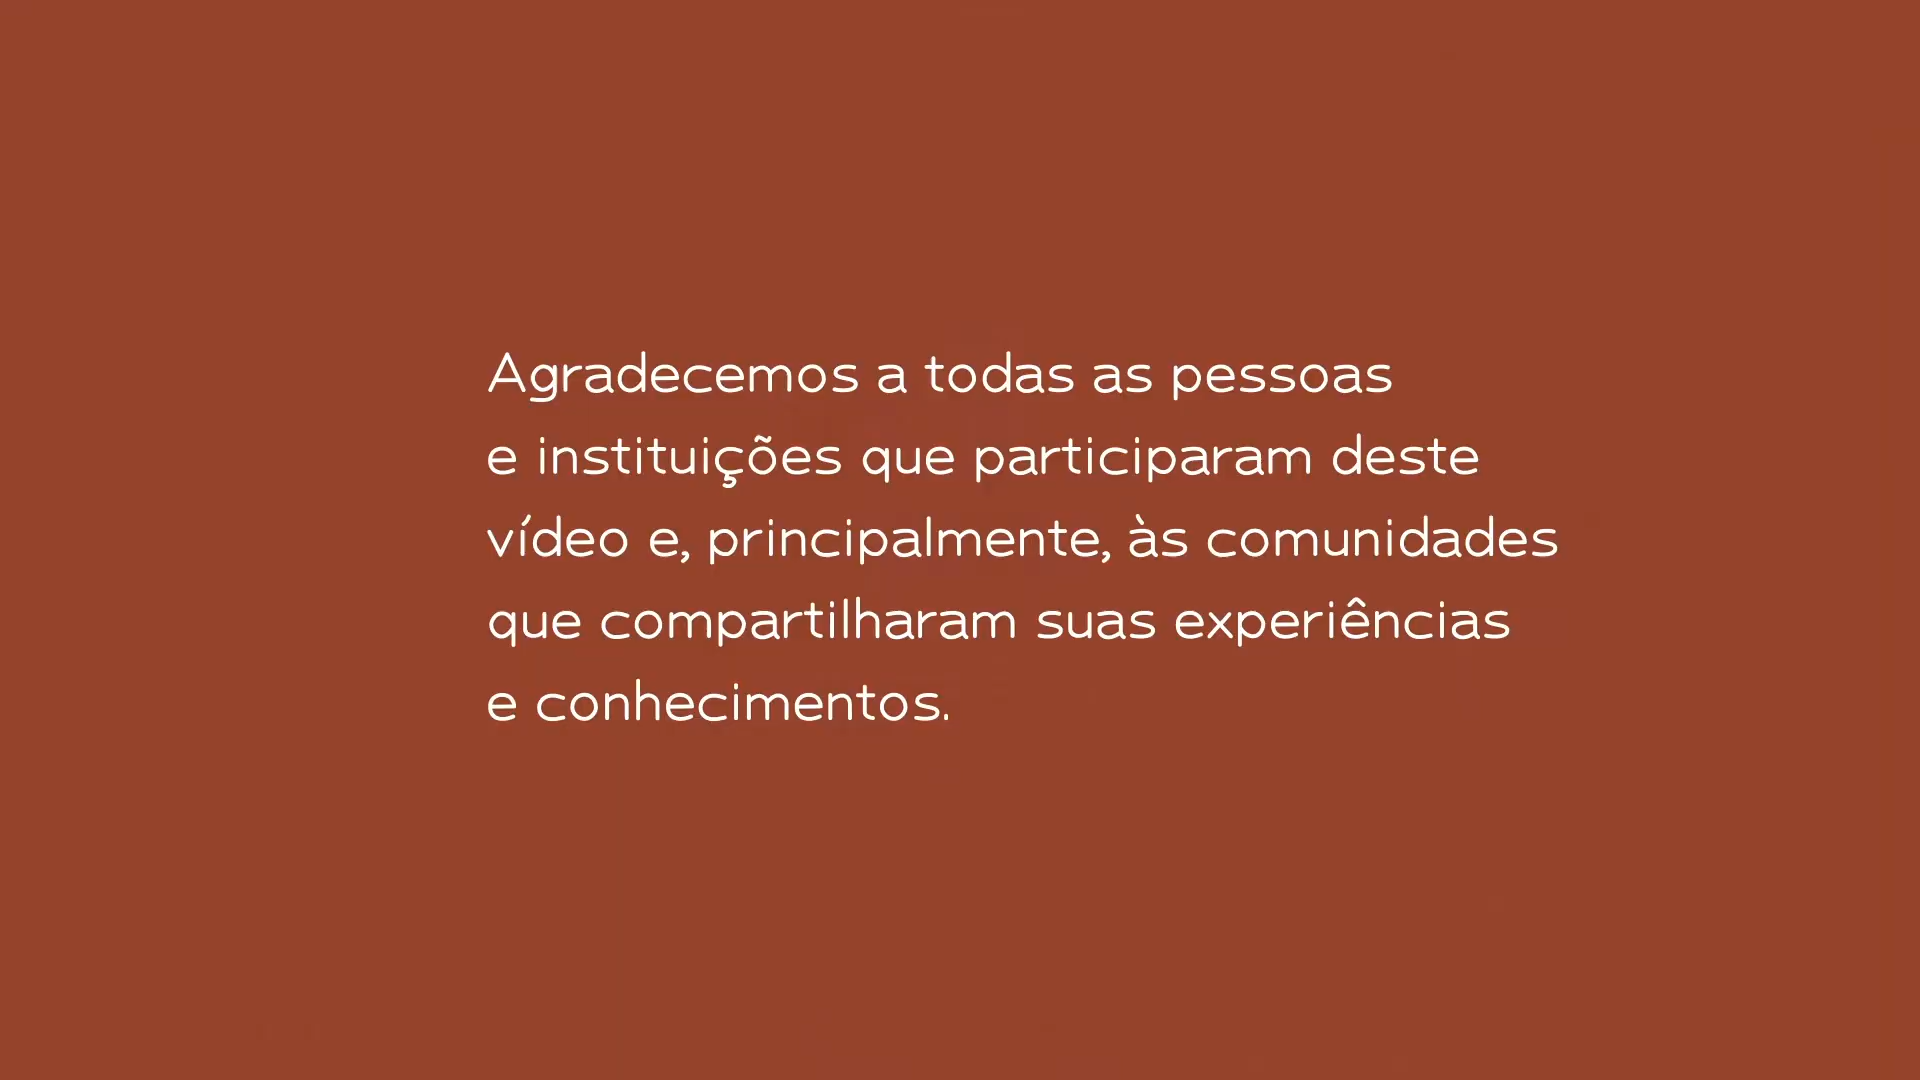 Agradecemos a todas as pessoas
e instituições que participaram deste
vídeo e, principalmente, às comunidades
que compartilharam suas experiências
e conhecimentos.